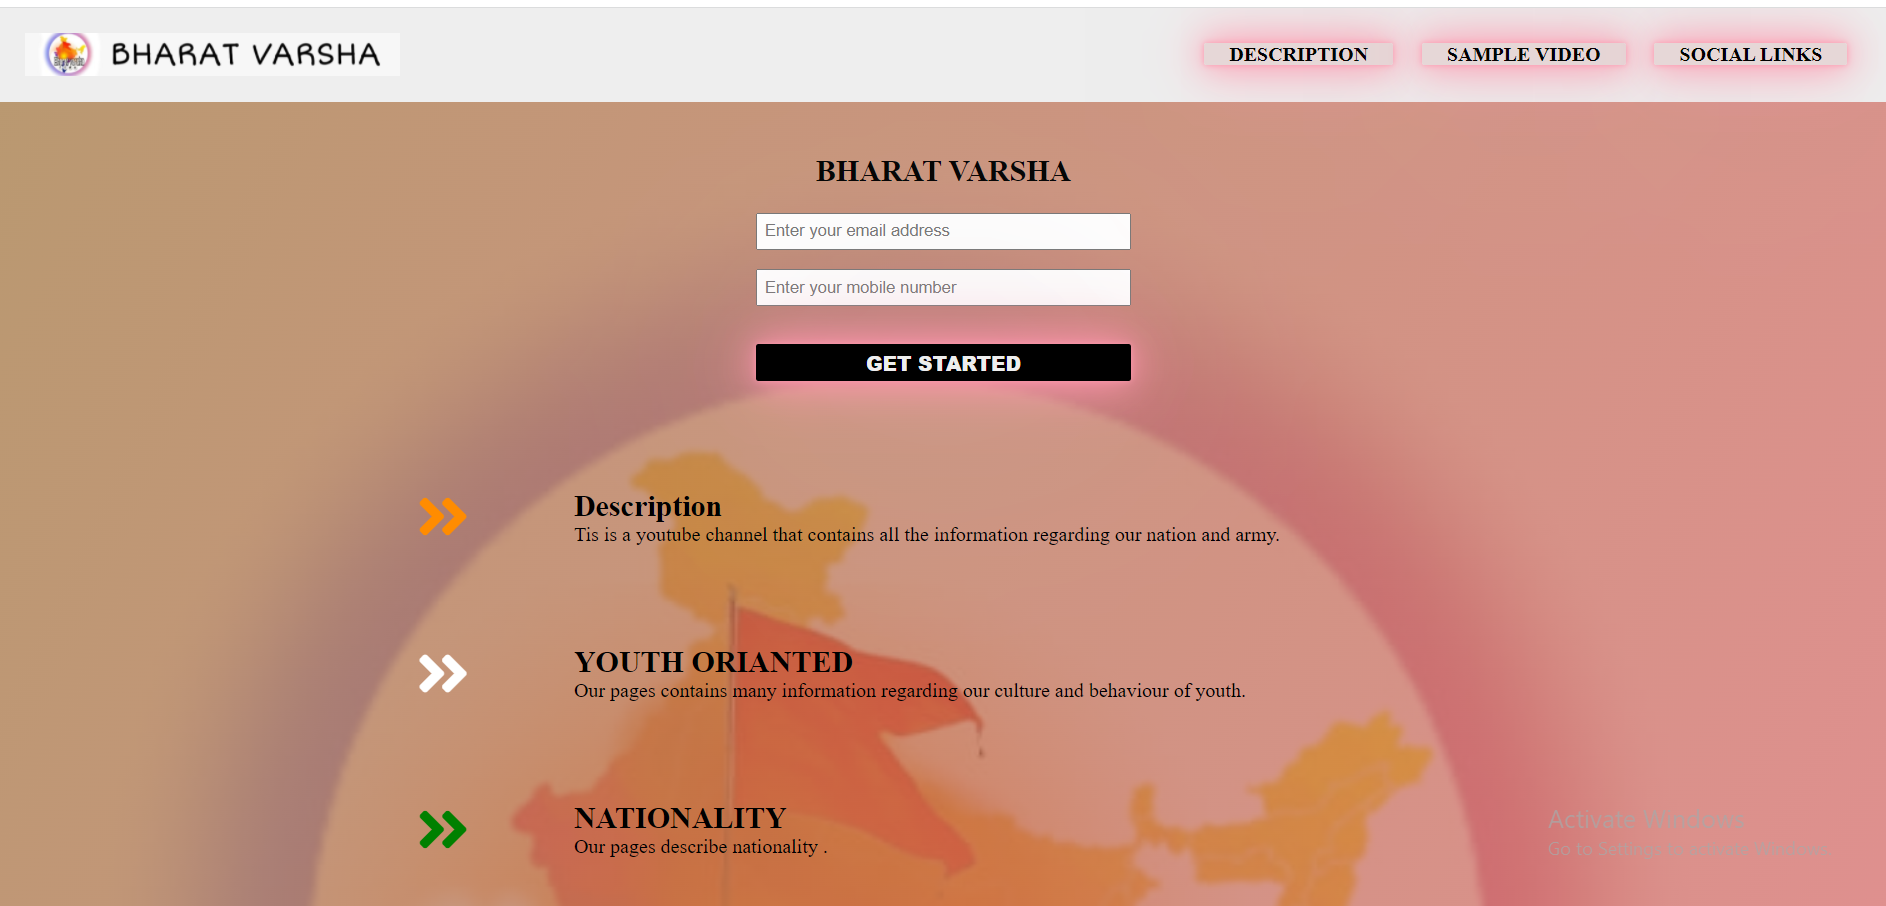 BHARAT VARSHA
DESCRIPTION
SAMPLE VIDEO
SOCIAL LINKS
BHARAT VARSHA
Enter your email address
Enter your mobile number
GET STARTED
Description
Tis is a youtube channel that contains all the information regarding our nation and army.
YOUTH ORIANTED
Our pages contains many information regarding our culture and behaviour of youth.
NATIONALITY
Our pages describe nationality .
Activate Windows
Go to Settings to activate Windows.